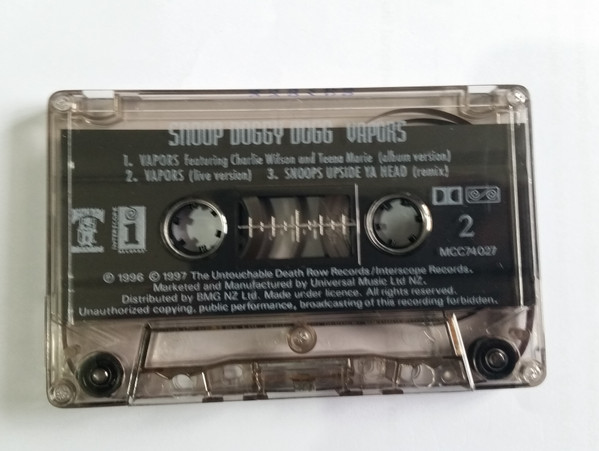 SNOOP DOGGY DOGG VAPORS
1. VAPORS Featuring Charlie Wilson and Teena Marie (album version)
2. VAPORS (live version) 3. SNOOPS UPSIDE YA HEAD (remix)
INTERSCOPE
RECORDS
i
2
MCC74027
℗ 1996 © 1997 The Untouchable Death Row Records/Interscope Records.
Marketed and Manufactured by Universal Music Ltd NZ.
Distributed by BMG NZ Ltd. Made under licence. All rights reserved.
Unauthorized copying, public performance, broadcasting of this recording forbidden.